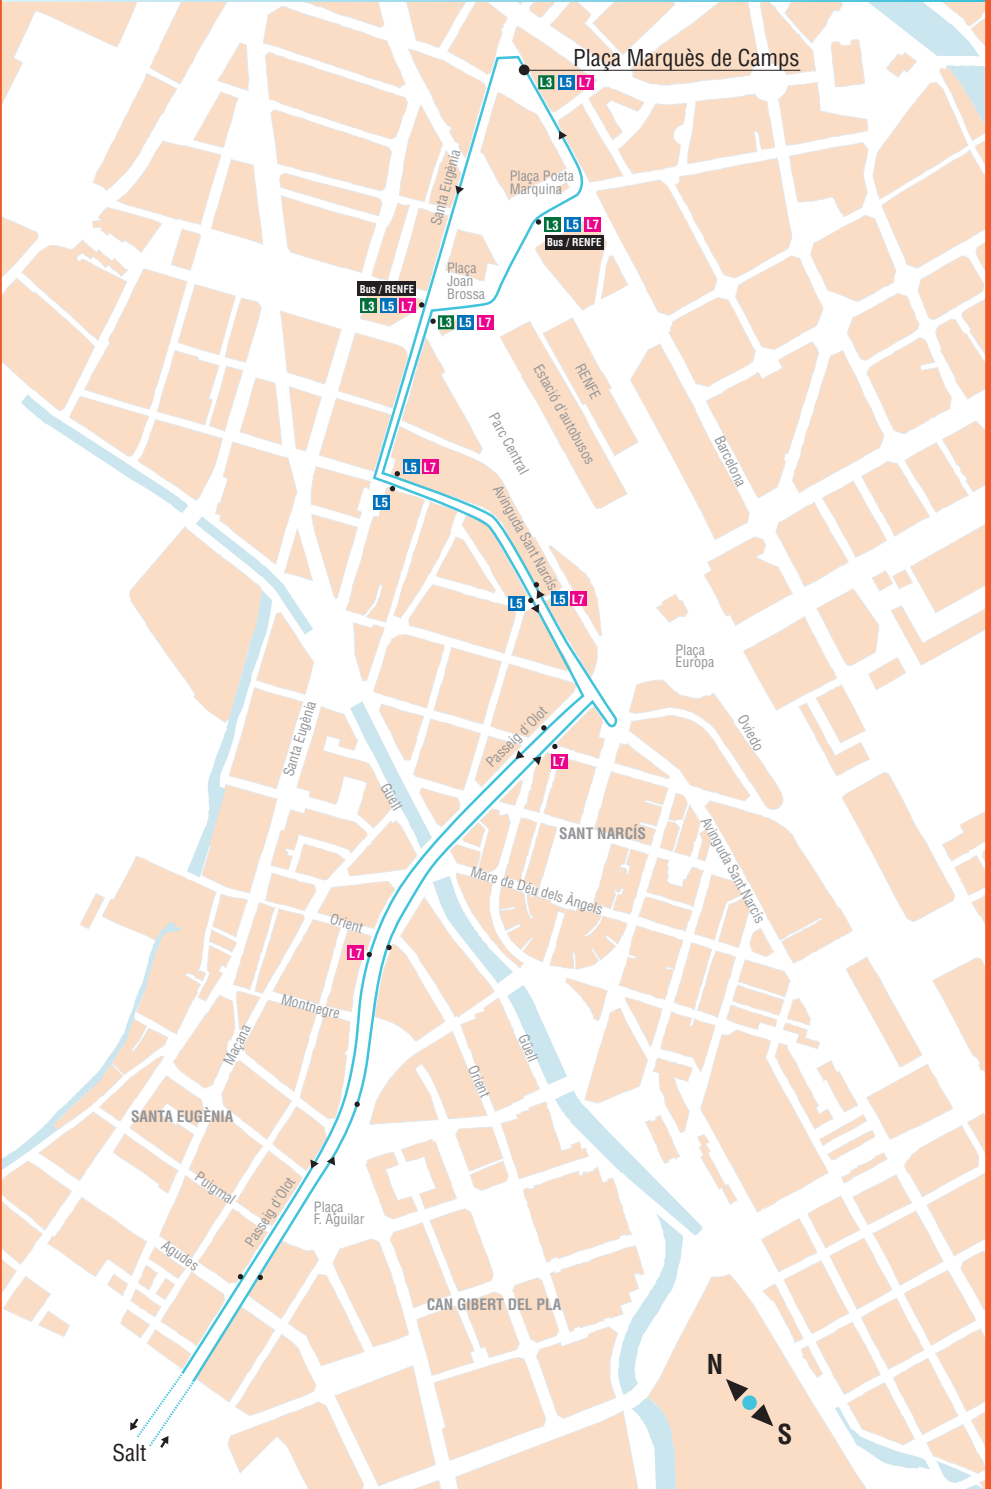 Plaça Marquès de Camps
L3 L5 L7
Santa Eugènia
Plaça Poeta
Marquina
L3 L5 L7
Bus / RENFE
Plaça
Joan
Brossa
Bus / RENFE
L3 L5 L7
L3 L5 L7
RENFE
Estació d'autobusos
Parc Central
Barcelona
L5 L7
L5
Avinguda Sant Narcís
L5 L7
L5
Plaça
Europa
Santa Eugènia
Passeig d'Olot
Oviedo
L7
Güell
SANT NARCÍS
Avinguda Sant Narcís
Mare de Déu dels Àngels
Orient
L7
Montnegre
Maçana
Güell
Orient
SANTA EUGÈNIA
Puigmal
Passeig d'Olot
Plaça
F. Aguilar
Agudes
CAN GIBERT DEL PLA
N
S
Salt